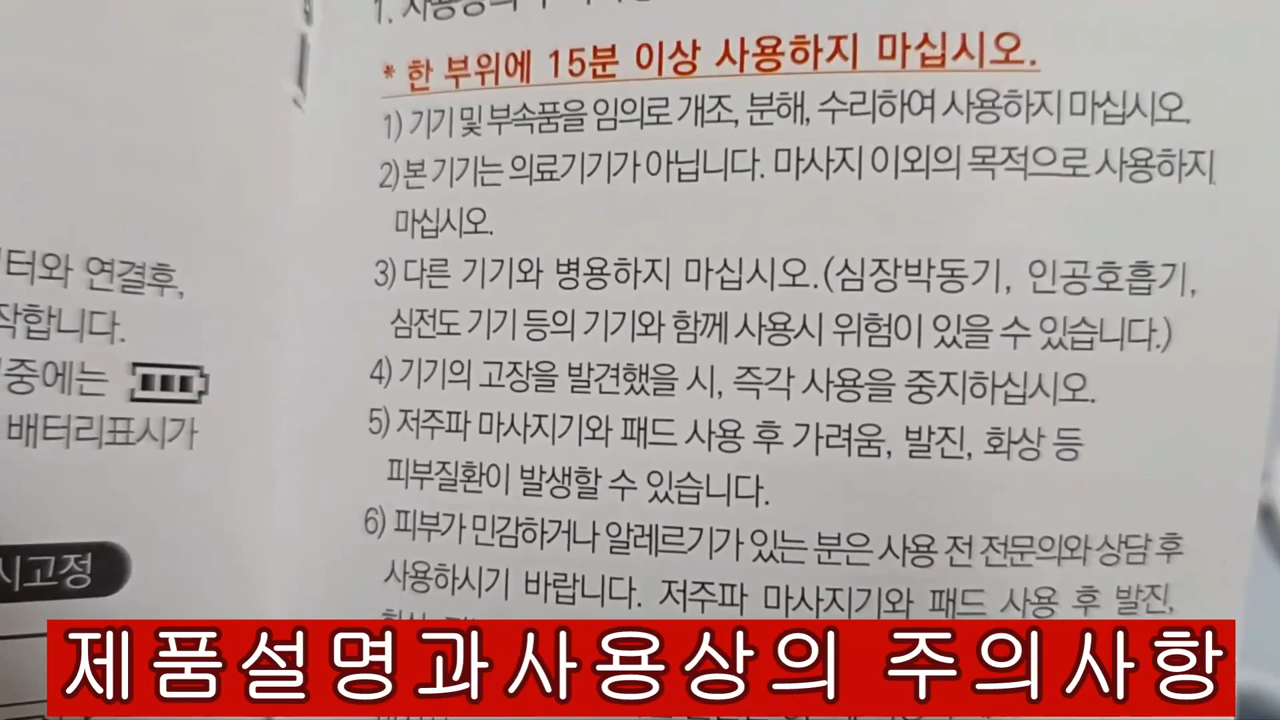 1. 사용상의
* 한 부위에 15분 이상 사용하지 마십시오.
1) 기기 및 부속품을 임의로 개조, 분해, 수리하여 사용하지 마십시오.
2) 본 기기는 의료기기가 아닙니다. 마사지 이외의 목적으로 사용하지
마십시오.
3) 다른 기기와 병용하지 마십시오.(심장박동기, 인공호흡기,
심전도 기기 등의 기기와 함께 사용시 위험이 있을 수 있습니다.)
4) 기기의 고장을 발견했을 시, 즉각 사용을 중지하십시오.
5) 저주파 마사지기와 패드 사용 후 가려움, 발진, 화상 등
피부질환이 발생할 수 있습니다.
6) 피부가 민감하거나 알레르기가 있는 분은 사용 전 전문의와 상담 후
사용하시기 바랍니다. 저주파 마사지기와 패드 사용 후 발진,
터와 연결후,
작합니다.
중에는
배터리표시가
시고정
제품설명과사용상의 주의사항